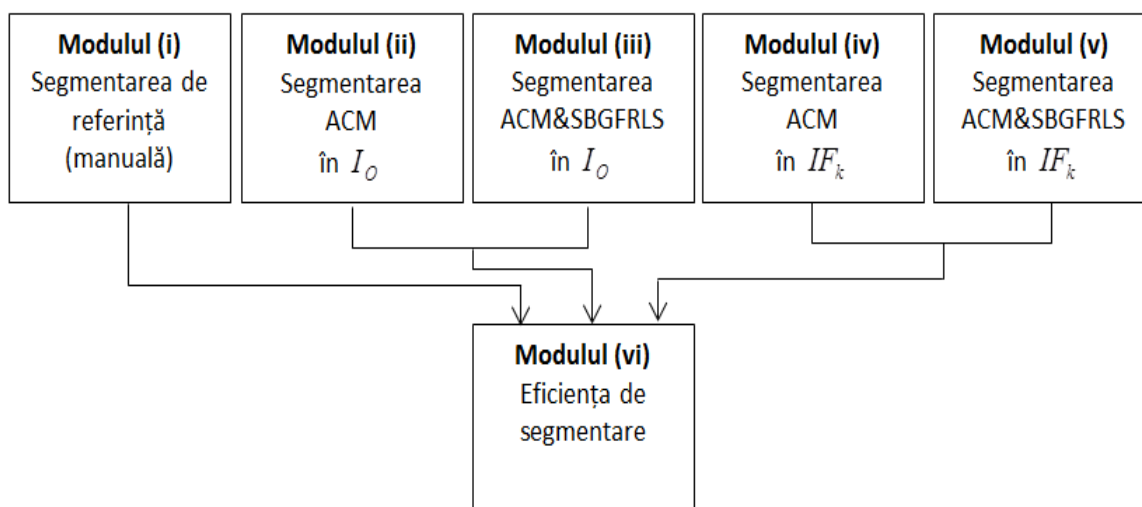 Modulul (i)
Segmentarea de
referință
(manuală)
Modulul (ii)
Segmentarea
ACM
în I_O
Modulul (iii)
Segmentarea
ACM&SBGFRLS
în I_O
Modulul (iv)
Segmentarea
ACM
în IF_k
Modulul (v)
Segmentarea
ACM&SBGFRLS
în IF_k
Modulul (vi)
Eficiența de
segmentare